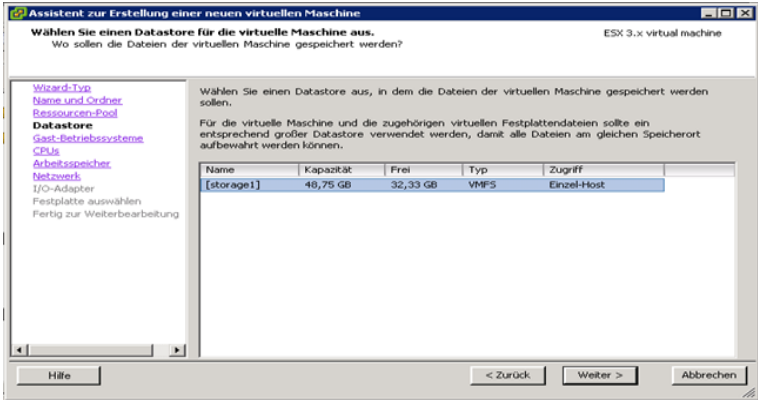 Assistent zur Erstellung einer neuen virtuellen Maschine
Wählen Sie einen Datastore für die virtuelle Maschine aus.
Wo sollen die Dateien der virtuellen Maschine gespeichert werden?
ESX 3.x virtual machine
Wizard-Typ
Name und Ordner
Ressourcen-Pool
Datastore
Gast-Betriebssysteme
CPUs
Arbeitsspeicher
Netzwerk
I/O-Adapter
Festplatte auswählen
Fertig zur Weiterbearbeitung
Wählen Sie einen Datastore aus, in dem die Dateien der virtuellen Maschine gespeichert werden
sollen.
Für die virtuelle Maschine und die zugehörigen virtuellen Festplattendateien sollte ein
entsprechend großer Datastore verwendet werden, damit alle Dateien am gleichen Speicherort
aufbewahrt werden können.
Name Kapazität Frei Typ Zugriff
[storage1] 48,75 GB 32,33 GB VMFS Einzel-Host
Hilfe < Zurück Weiter > Abbrechen